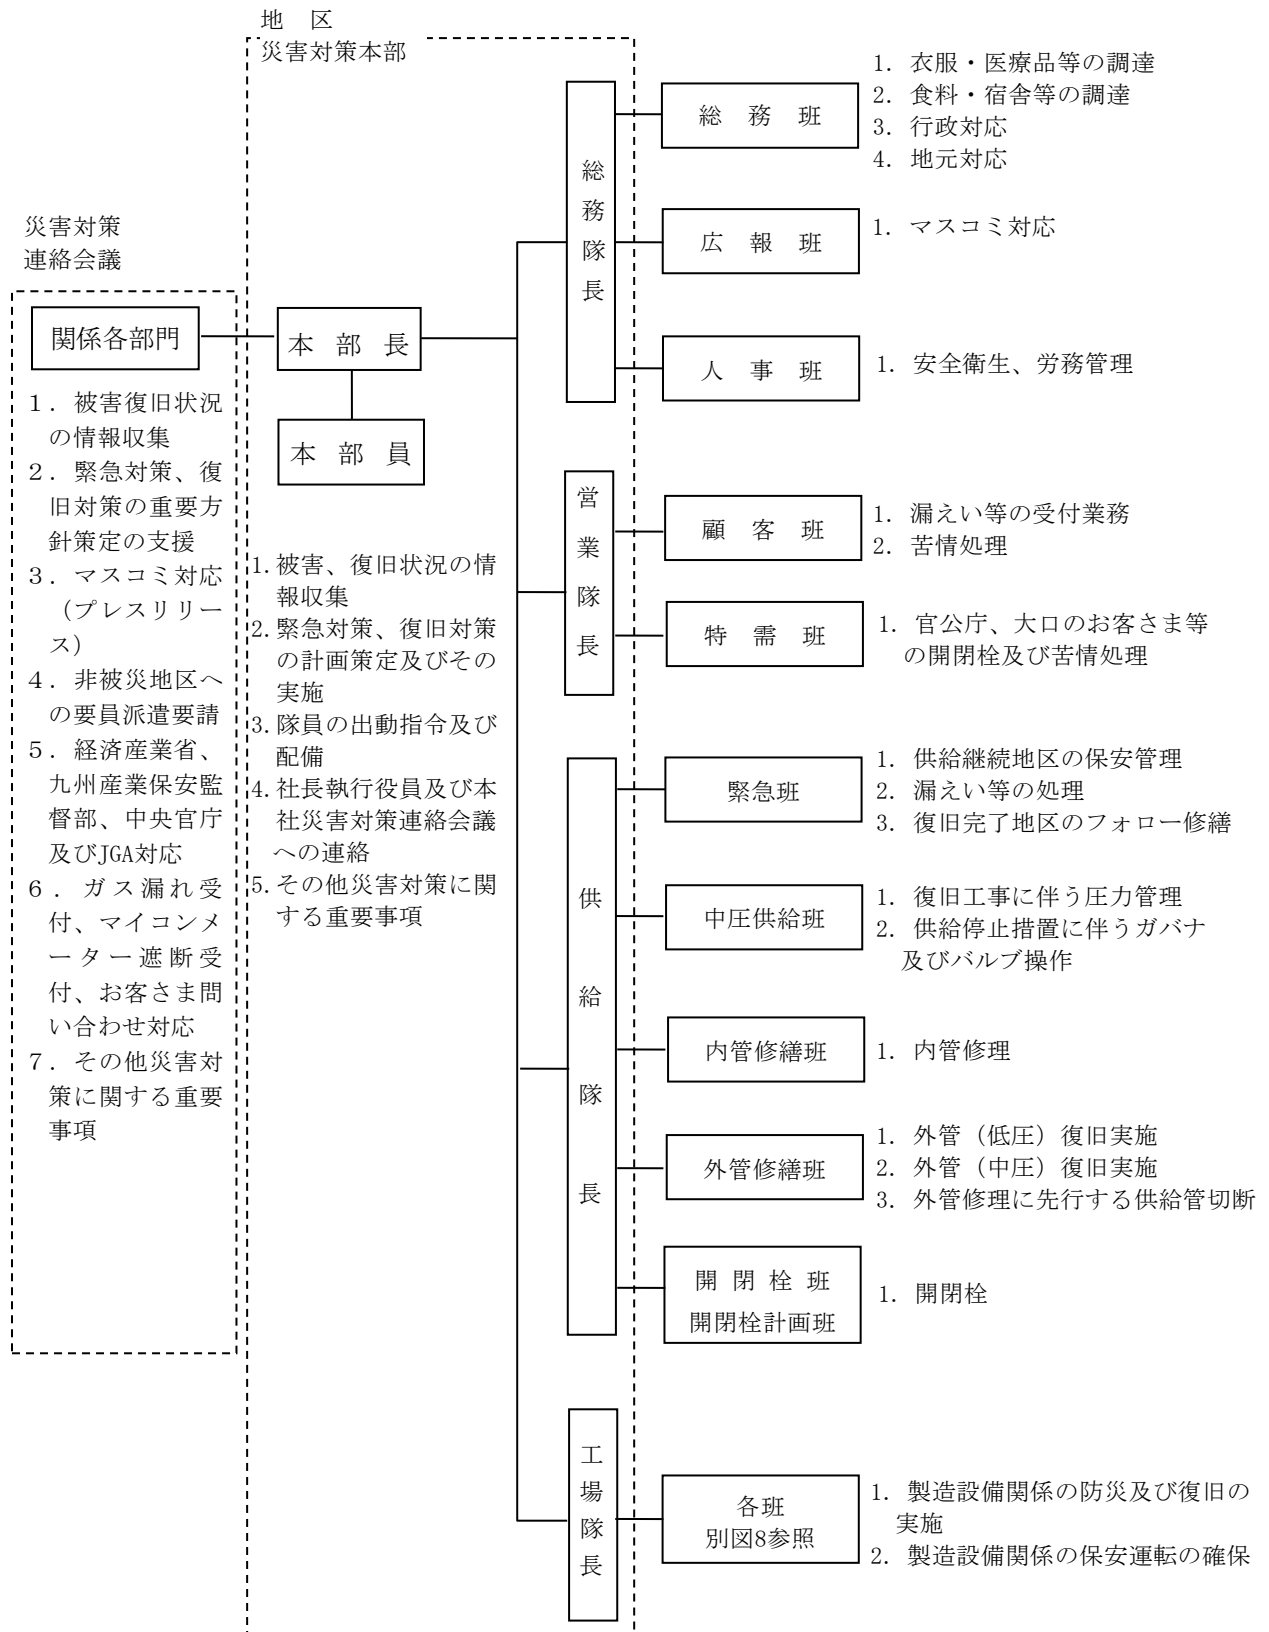 地　区
災害対策本部
災害対策
連絡会議
関係各部門
１．被害復旧状況
の情報収集
２．緊急対策、復
旧対策の重要方
針策定の支援
３．マスコミ対応
（プレスリリー
ス）
４．非被災地区へ
の要員派遣要請
５．経済産業省、
九州産業保安監
督部、中央官庁
及びJGA対応
６．ガス漏れ受
付、マイコンメ
ーター遮断受
付、お客さま問
い合わせ対応
７．その他災害対
策に関する重要
事項
本　部　長
本　部　員
1.被害、復旧状況の情
報収集
2.緊急対策、復旧対策
の計画策定及びその
実施
3.隊員の出動指令及び
配備
4.社長執行役員及び本
社災害対策連絡会議
への連絡
5.その他災害対策に関
する重要事項
総務隊長
総　務　班
1. 衣服・医療品等の調達
2. 食料・宿舎等の調達
3. 行政対応
4. 地元対応
広　報　班
1. マスコミ対応
人　事　班
1. 安全衛生、労務管理
営業隊長
顧　客　班
1. 漏えい等の受付業務
2. 苦情処理
特　需　班
1. 官公庁、大口のお客さま等
の開閉栓及び苦情処理
供給隊長
緊急班
1. 供給継続地区の保安管理
2. 漏えい等の処理
3. 復旧完了地区のフォロー修繕
中圧供給班
1. 復旧工事に伴う圧力管理
2. 供給停止措置に伴うガバナ
及びバルブ操作
内管修繕班
1. 内管修理
外管修繕班
1. 外管（低圧）復旧実施
2. 外管（中圧）復旧実施
3. 外管修理に先行する供給管切断
開 閉 栓 班
開閉栓計画班
1. 開閉栓
工場隊長
各班
別図8参照
1. 製造設備関係の防災及び復旧の
実施
2. 製造設備関係の保安運転の確保